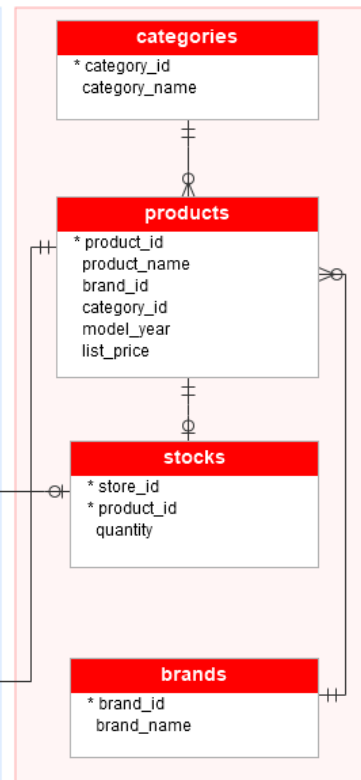 categories
* category_id
category_name
products
* product_id
product_name
brand_id
category_id
model_year
list_price
stocks
* store_id
* product_id
quantity
brands
* brand_id
brand_name